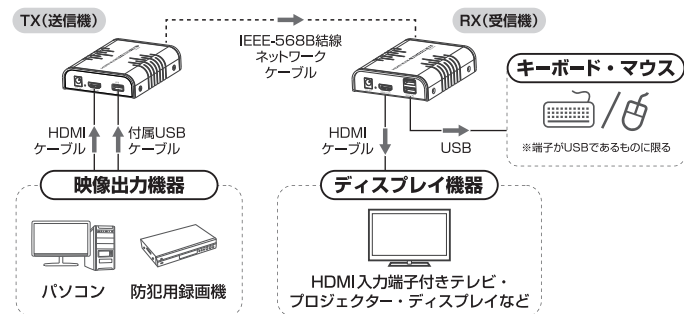 TX(送信機)
IEEE-568B結線
ネットワーク
ケーブル
RX(受信機)
キーボード・マウス
※端子がUSBであるものに限る
HDMI
ケーブル
付属USB
ケーブル
HDMI
ケーブル
USB
映像出力機器
パソコン
防犯用録画機
ディスプレイ機器
HDMI入力端子付きテレビ・
プロジェクター・ディスプレイなど